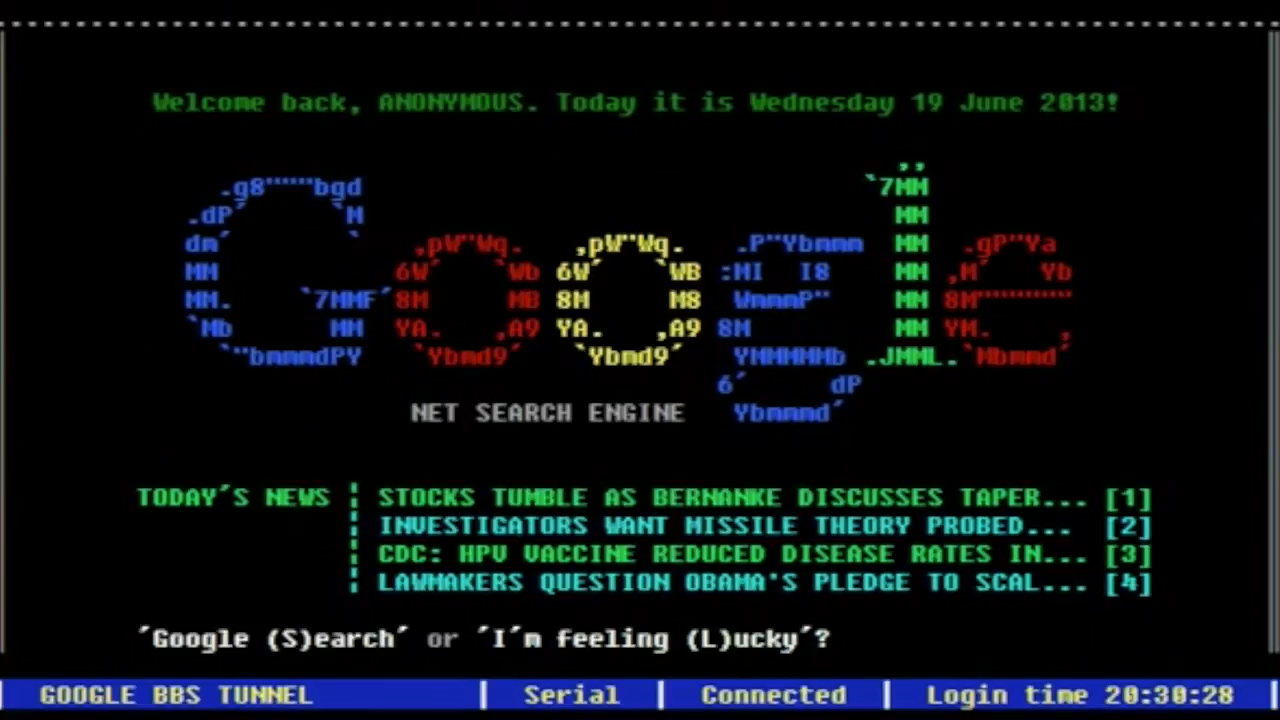 Welcome back, ANONYMOUS. Today it is Wednesday 19 June 2013!
Google
NET SEARCH ENGINE
TODAY'S NEWS ¦ STOCKS TUMBLE AS BERNANKE DISCUSSES TAPER... [1]
¦ INVESTIGATORS WANT MISSILE THEORY PROBED... [2]
¦ CDC: HPV VACCINE REDUCED DISEASE RATES IN... [3]
¦ LAWMAKERS QUESTION OBAMA'S PLEDGE TO SCAL... [4]
'Google (S)earch' or 'I'm feeling (L)ucky'?
GOOGLE BBS TUNNEL | Serial | Connected | Login time 20:30:28